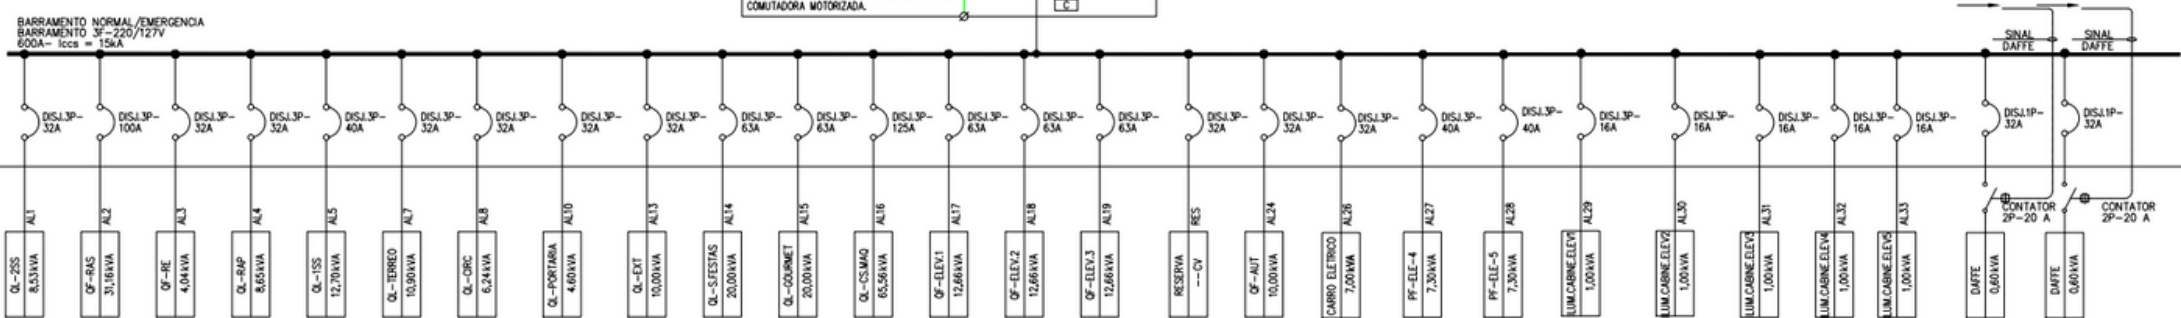 COMUTADORA MOTORIZADA.
C
BARRAMENTO NORMAL/EMERGENCIA
BARRAMENTO 3F-220/127V
600A- Iccs = 15kA
SINAL
DAFFE
SINAL
DAFFE
DISJ.3P-
32A
DISJ.3P-
100A
DISJ.3P-
32A
DISJ.3P-
32A
DISJ.3P-
40A
DISJ.3P-
32A
DISJ.3P-
32A
DISJ.3P-
32A
DISJ.3P-
32A
DISJ.3P-
63A
DISJ.3P-
63A
DISJ.3P-
125A
DISJ.3P-
63A
DISJ.3P-
63A
DISJ.3P-
63A
DISJ.3P-
32A
DISJ.3P-
32A
DISJ.3P-
32A
DISJ.3P-
40A
DISJ.3P-
40A
DISJ.3P-
16A
DISJ.3P-
16A
DISJ.3P-
16A
DISJ.3P-
16A
DISJ.3P-
16A
DISJ.1P-
32A
DISJ.1P-
32A
CONTATOR
2P-20 A
CONTATOR
2P-20 A
AL1
AL2
AL3
AL4
AL5
AL7
AL8
AL10
AL13
AL14
AL15
AL16
AL17
AL18
AL19
RES
AL24
AL26
AL27
AL28
AL29
AL30
AL31
AL32
AL33
QL-2SS
8,53kVA
QF-RAS
31,16kVA
QF-RE
4,04kVA
QL-RAP
8,65kVA
QL-1SS
12,70kVA
QL-TERREO
10,90kVA
QL-CIRC
6,24kVA
QL-PORTARIA
4,60kVA
QL-EXT
10,00kVA
QL-S.FESTAS
20,00kVA
QL-GOURMET
20,00kVA
QL-CS.MAQ
65,56kVA
QF-ELEV.1
12,66kVA
QF-ELEV.2
12,66kVA
QF-ELEV.3
12,66kVA
RESERVA
---CV
QF-AUT
10,00kVA
CARRO ELETRICO
7,00kVA
PF-ELE-4
7,30kVA
PF-ELE-5
7,30kVA
ILUM.CABINE.ELEV1
1,00kVA
ILUM.CABINE.ELEV2
1,00kVA
ILUM.CABINE.ELEV3
1,00kVA
ILUM.CABINE.ELEV4
1,00kVA
ILUM.CABINE.ELEV5
1,00kVA
DAFFE
0,60kVA
DAFFE
0,60kVA